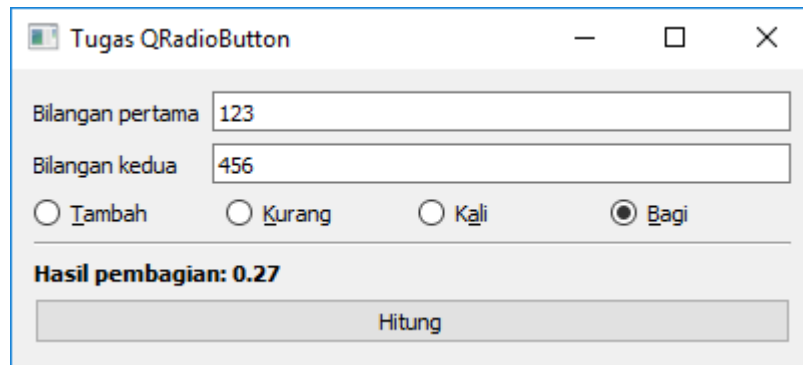 Tugas QRadioButton
Bilangan pertama 123
Bilangan kedua 456
Tambah Kurang Kali Bagi
Hasil pembagian: 0.27
Hitung